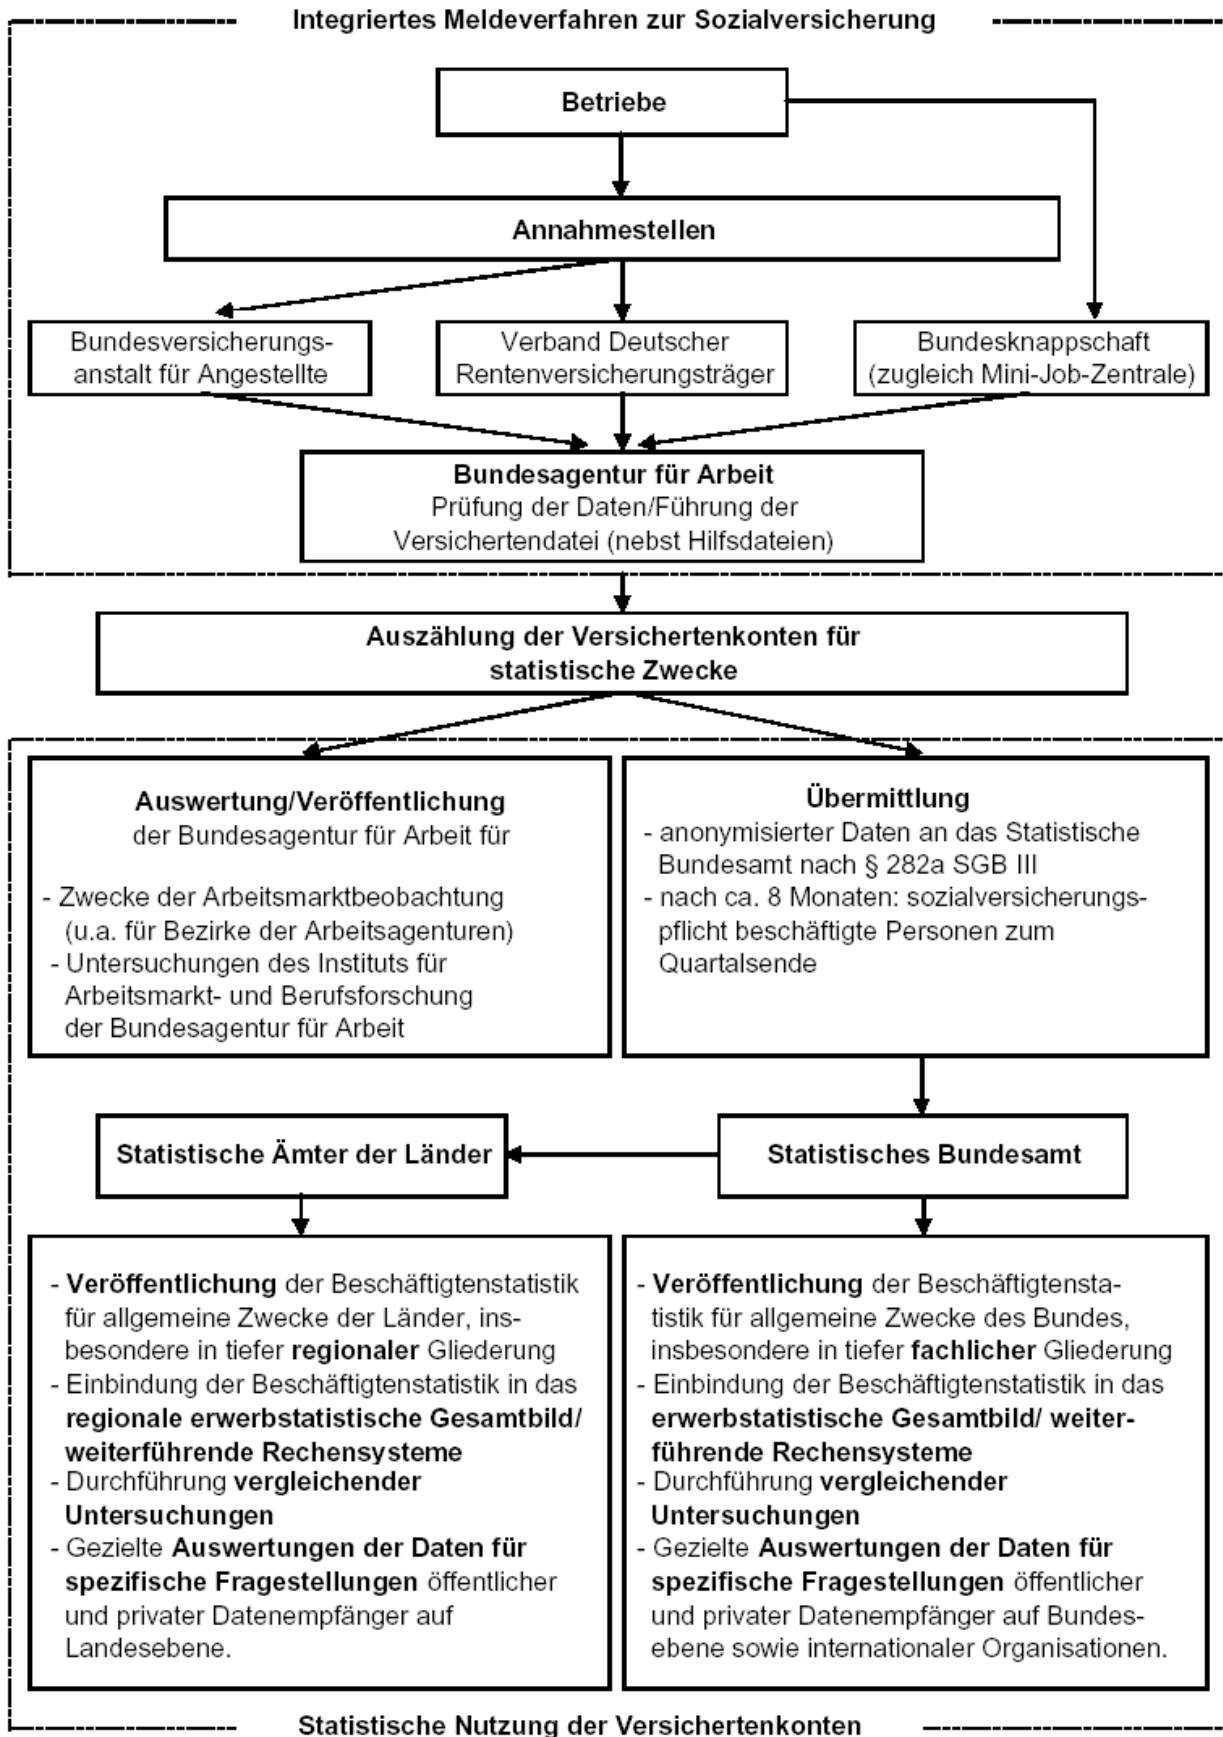 Integriertes Meldeverfahren zur Sozialversicherung
Betriebe
Annahmestellen
Bundesversicherungs-
anstalt für Angestellte
Verband Deutscher
Rentenversicherungsträger
Bundesknappschaft
(zugleich Mini-Job-Zentrale)
Bundesagentur für Arbeit
Prüfung der Daten/Führung der
Versichertendatei (nebst Hilfsdateien)
Auszählung der Versichertenkonten für
statistische Zwecke
Auswertung/Veröffentlichung
der Bundesagentur für Arbeit für
- Zwecke der Arbeitsmarktbeobachtung
(u.a. für Bezirke der Arbeitsagenturen)
- Untersuchungen des Instituts für
Arbeitsmarkt- und Berufsforschung
der Bundesagentur für Arbeit
Übermittlung
- anonymisierter Daten an das Statistische
Bundesamt nach § 282a SGB III
- nach ca. 8 Monaten: sozialversicherungs-
pflicht beschäftigte Personen zum
Quartalsende
Statistische Ämter der Länder
Statistisches Bundesamt
- Veröffentlichung der Beschäftigtenstatistik
für allgemeine Zwecke der Länder, ins-
besondere in tiefer regionaler Gliederung
- Einbindung der Beschäftigtenstatistik in das
regionale erwerbstatistische Gesamtbild/
weiterführende Rechensysteme
- Durchführung vergleichender
Untersuchungen
- Gezielte Auswertungen der Daten für
spezifische Fragestellungen öffentlicher
und privater Datenempfänger auf
Landesebene.
- Veröffentlichung der Beschäftigtensta-
tistik für allgemeine Zwecke des Bundes,
insbesondere in tiefer fachlicher Gliederung
- Einbindung der Beschäftigtenstatistik in das
erwerbstatistische Gesamtbild/ weiter-
führende Rechensysteme
- Durchführung vergleichender
Untersuchungen
- Gezielte Auswertungen der Daten für
spezifische Fragestellungen öffentlicher
und privater Datenempfänger auf Bundes-
ebene sowie internationaler Organisationen.
Statistische Nutzung der Versichertenkonten